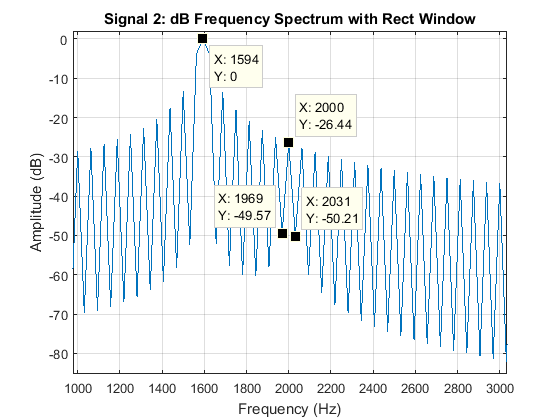 Signal 2: dB Frequency Spectrum with Rect Window
0
-10
-20
-30
-40
-50
-60
-70
-80
Amplitude (dB)
X: 1594
Y: 0
X: 2000
Y: -26.44
X: 1969
Y: -49.57
X: 2031
Y: -50.21
1000 1200 1400 1600 1800 2000 2200 2400 2600 2800 3000
Frequency (Hz)